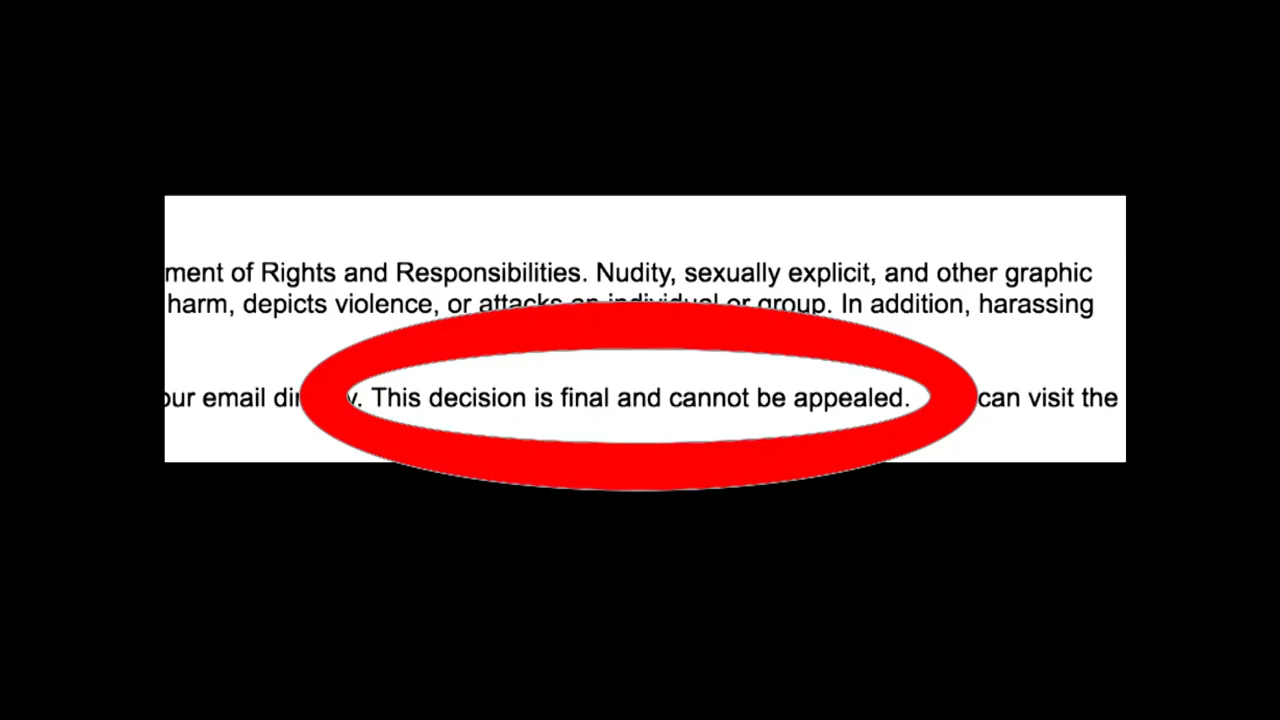 ment of Rights and Responsibilities. Nudity, sexually explicit, and other graphic
harm, depicts violence, or attacks an individual or group. In addition, harassing
our email This decision is final and cannot be appealed. can visit the